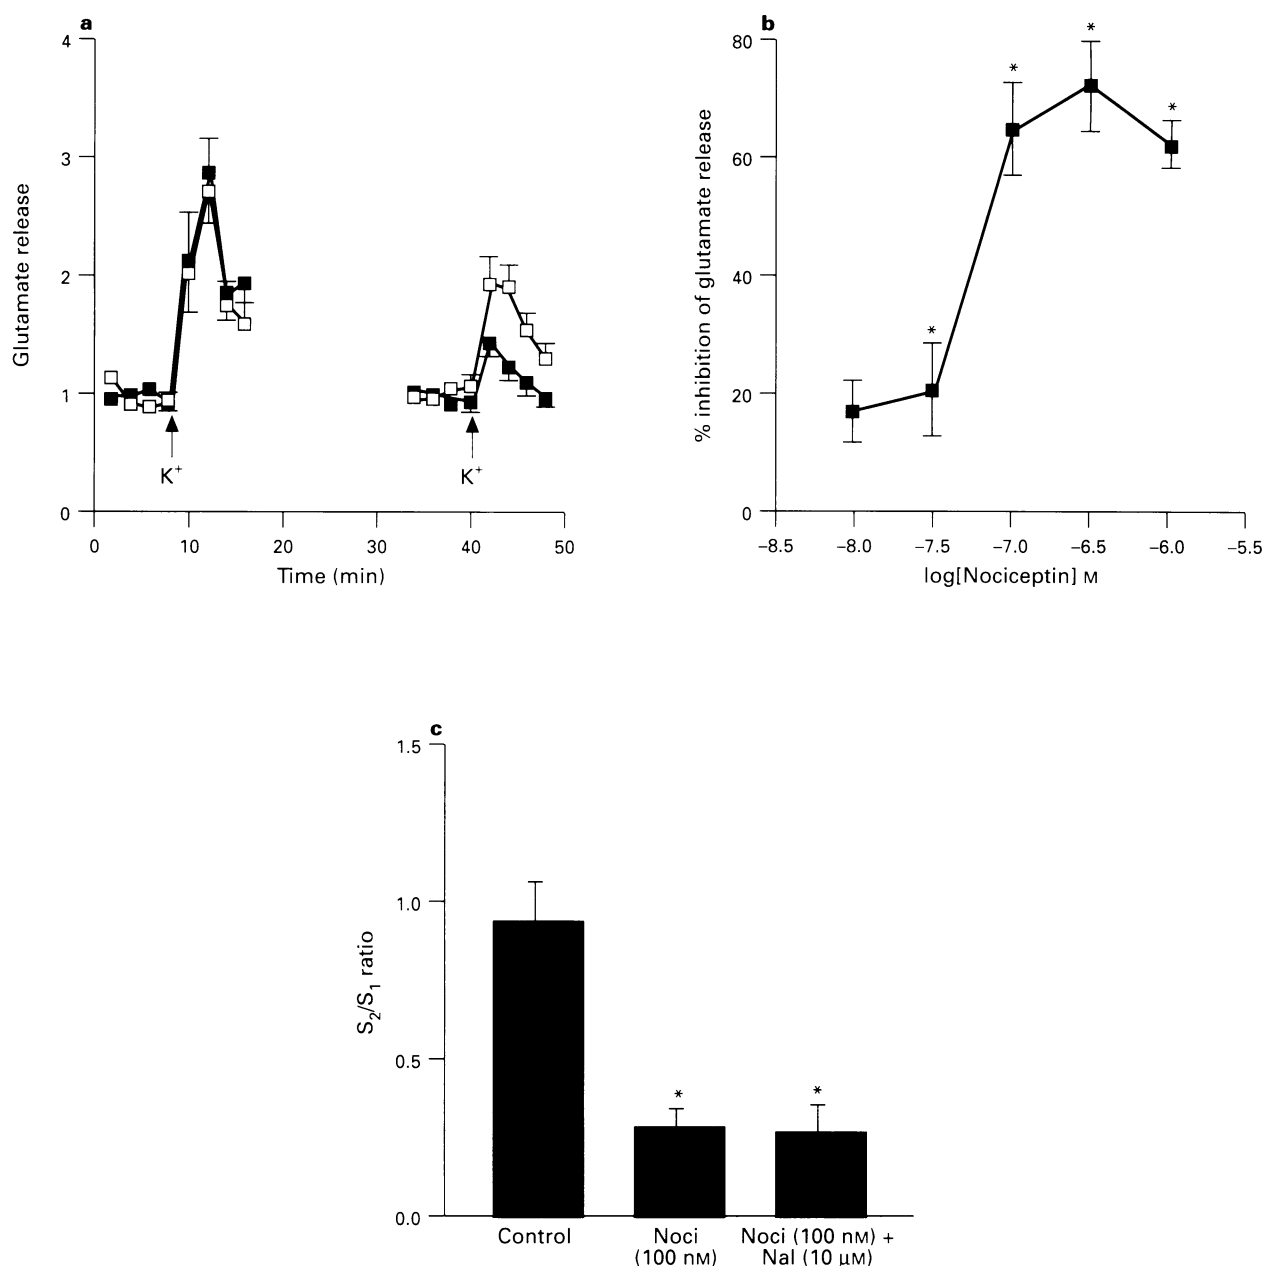 a
4
3
2
1
0
Glutamate release
K+
K+
0 10 20 30 40 50
Time (min)
b
80
60
40
20
0
% inhibition of glutamate release
* * * *
–8.5 –8.0 –7.5 –7.0 –6.5 –6.0 –5.5
log[Nociceptin] M
c
1.5
1.0
0.5
0.0
S2/S1 ratio
* *
Control Noci Noci (100 nM) +
(100 nM) Nal (10 µM)